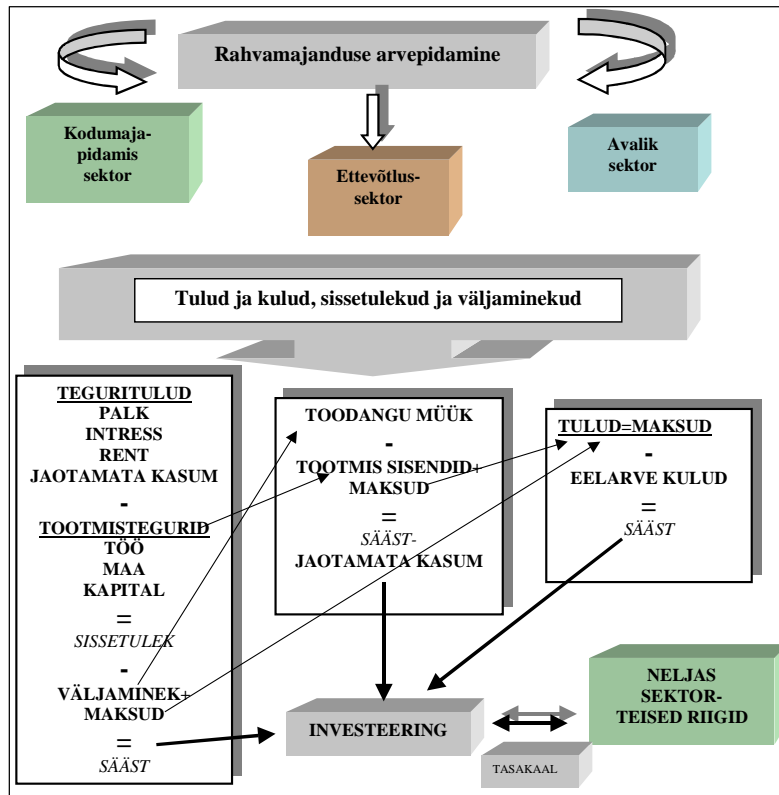 Rahvamajanduse arvepidamine
Kodumaja-
pidamis
sektor
Ettevõtlus-
sektor
Avalik
sektor
Tulud ja kulud, sissetulekud ja väljaminekud
TEGURITULUD
PALK
INTRESS
RENT
JAOTAMATA KASUM
-
TOOTMISTEGURID
TÖÖ
MAA
KAPITAL
=
SISSETULEK
-
VÄLJAMINEK+
MAKSUD
=
SÄÄST
TOODANGU MÜÜK
-
TOOTMIS SISENDID+
MAKSUD
=
SÄÄST-
JAOTAMATA KASUM
TULUD=MAKSUD
-
EELARVE KULUD
=
SÄÄST
INVESTEERING
TASAKAAL
NELJAS
SEKTOR-
TEISED RIIGID